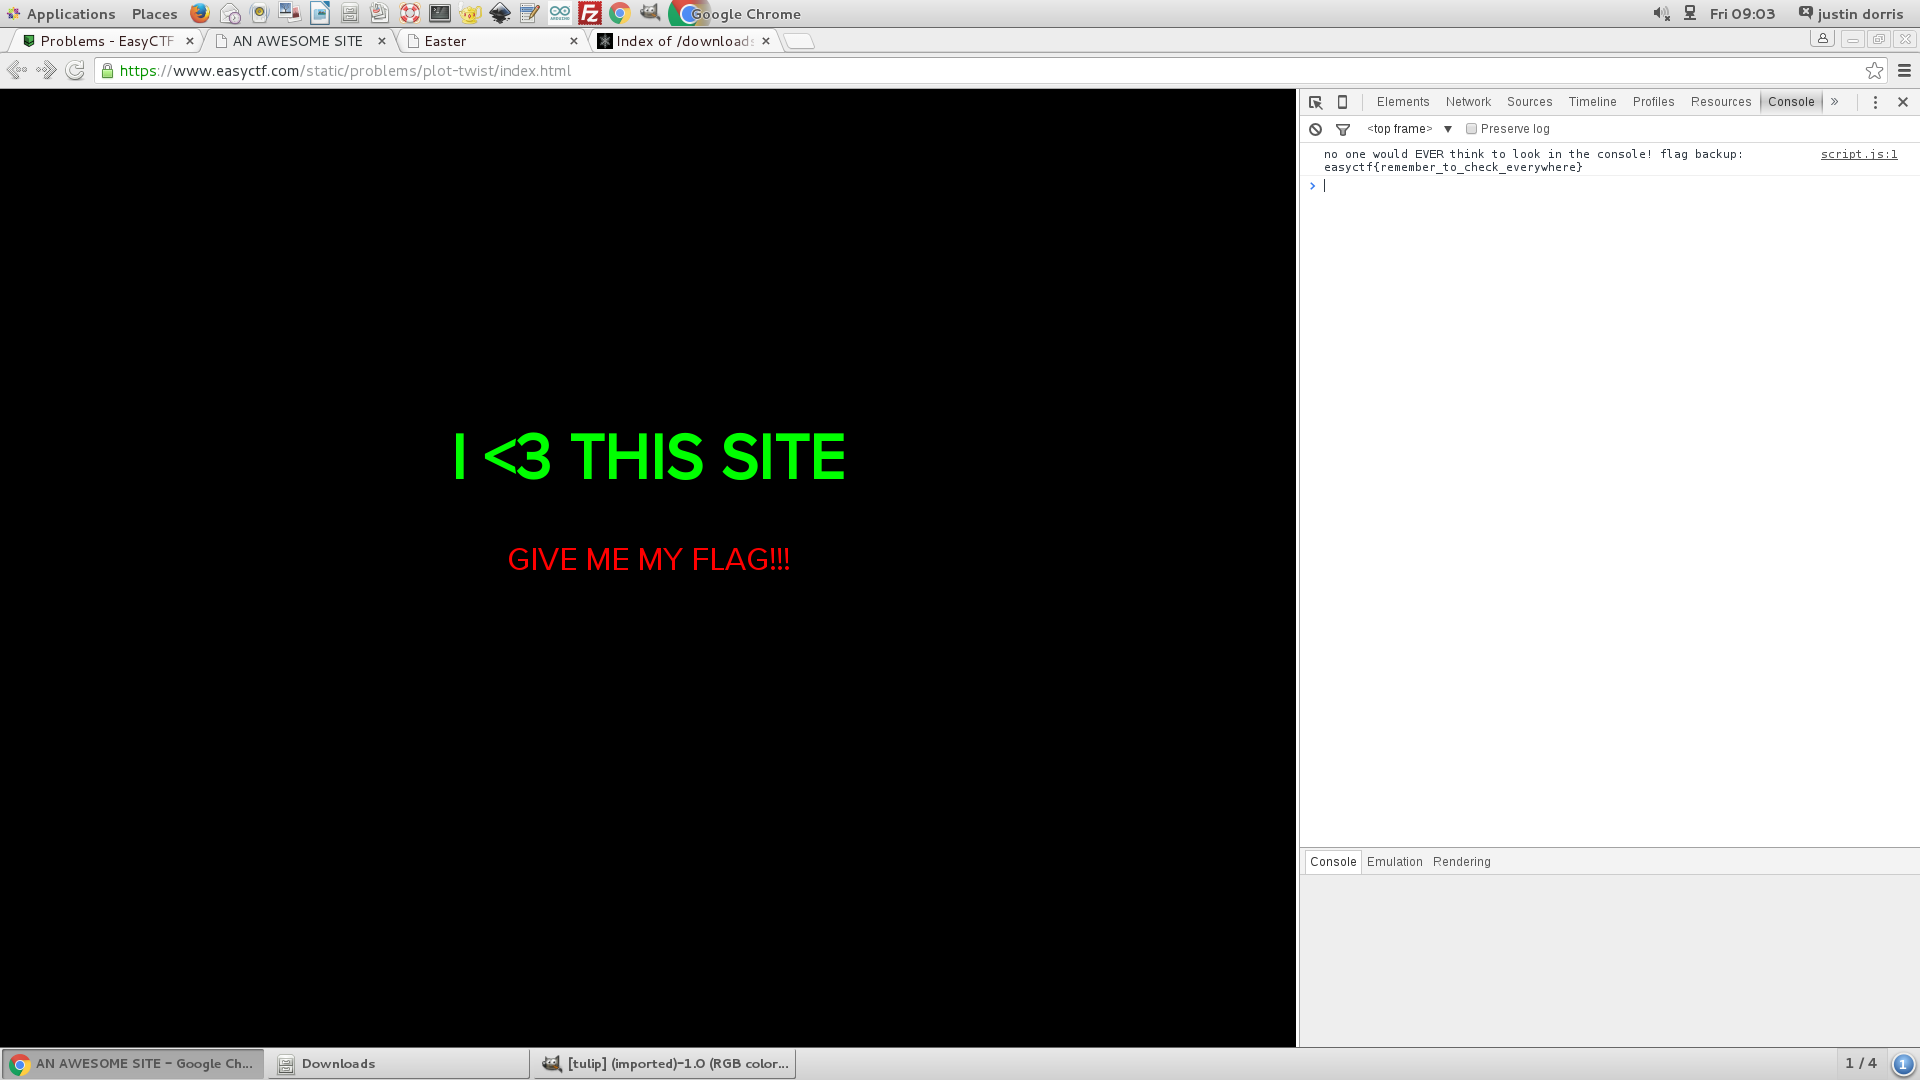 Applications Places Google Chrome Fri 09:03 justin dorris
Problems - EasyCTF AN AWESOME SITE Easter Index of /downloads
https://www.easyctf.com/static/problems/plot-twist/index.html
Elements Network Sources Timeline Profiles Resources Console »
<top frame> ▼ Preserve log
no one would EVER think to look in the console! flag backup: script.js:1
easyctf{remember_to_check_everywhere}
>
I <3 THIS SITE
GIVE ME MY FLAG!!!
Console Emulation Rendering
AN AWESOME SITE - Google Ch... Downloads [tulip] (imported)-1.0 (RGB color... 1 / 4 1